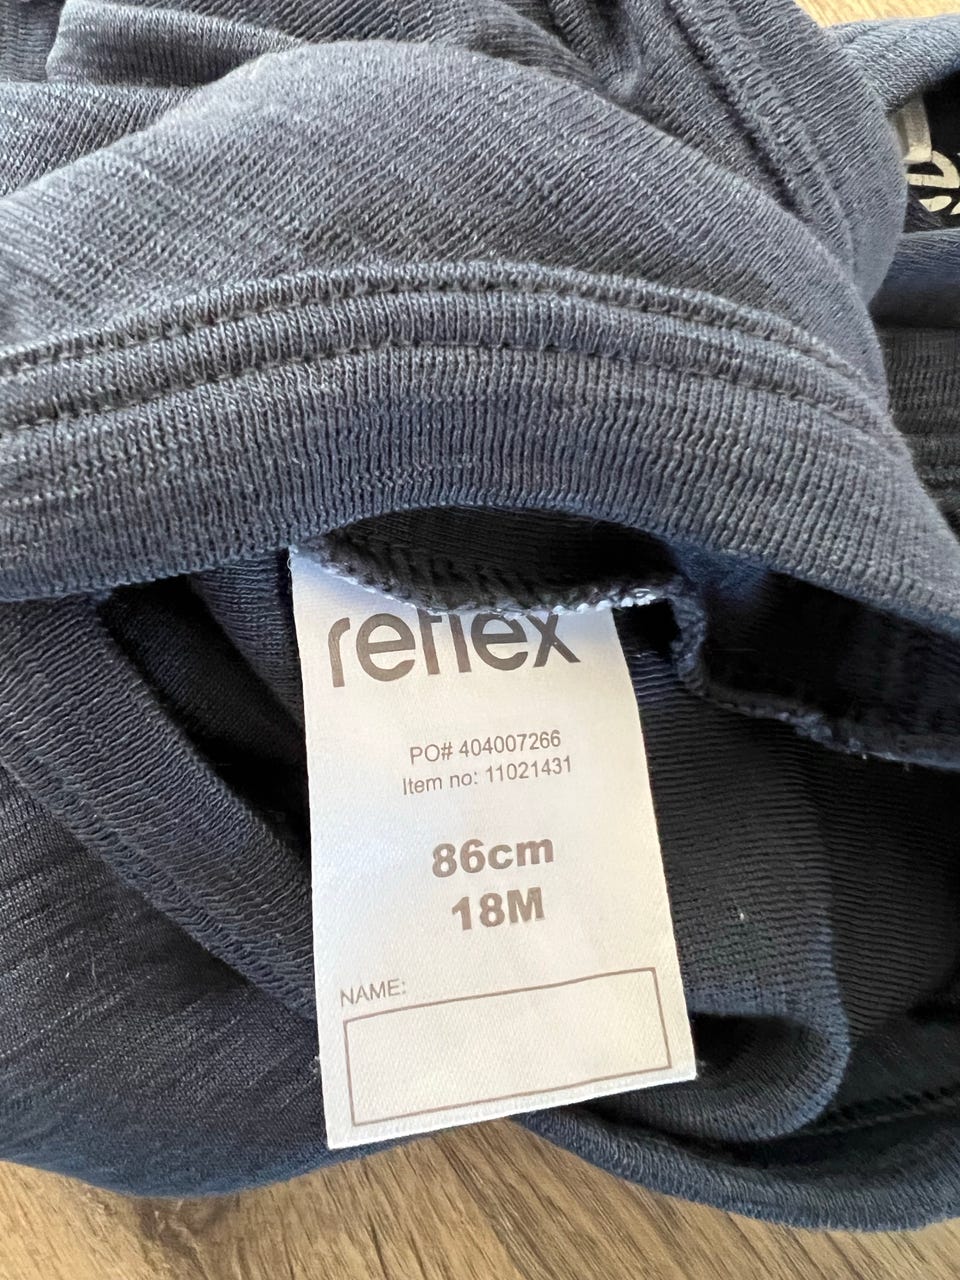 reflex
PO# 404007266
Item no: 11021431
86cm
18M
NAME: